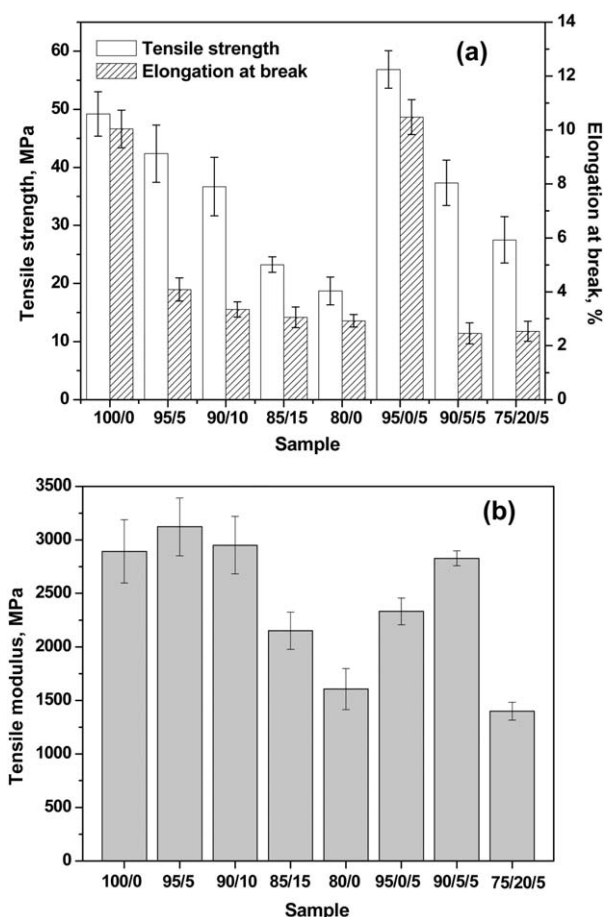 (a)
Tensile strength
Elongation at break
Tensile strength, MPa
60
50
40
30
20
10
0
Elongation at break, %
14
12
10
8
6
4
2
0
100/0 95/5 90/10 85/15 80/0 95/0/5 90/5/5 75/20/5
Sample
(b)
Tensile modulus, MPa
3500
3000
2500
2000
1500
1000
500
0
100/0 95/5 90/10 85/15 80/0 95/0/5 90/5/5 75/20/5
Sample